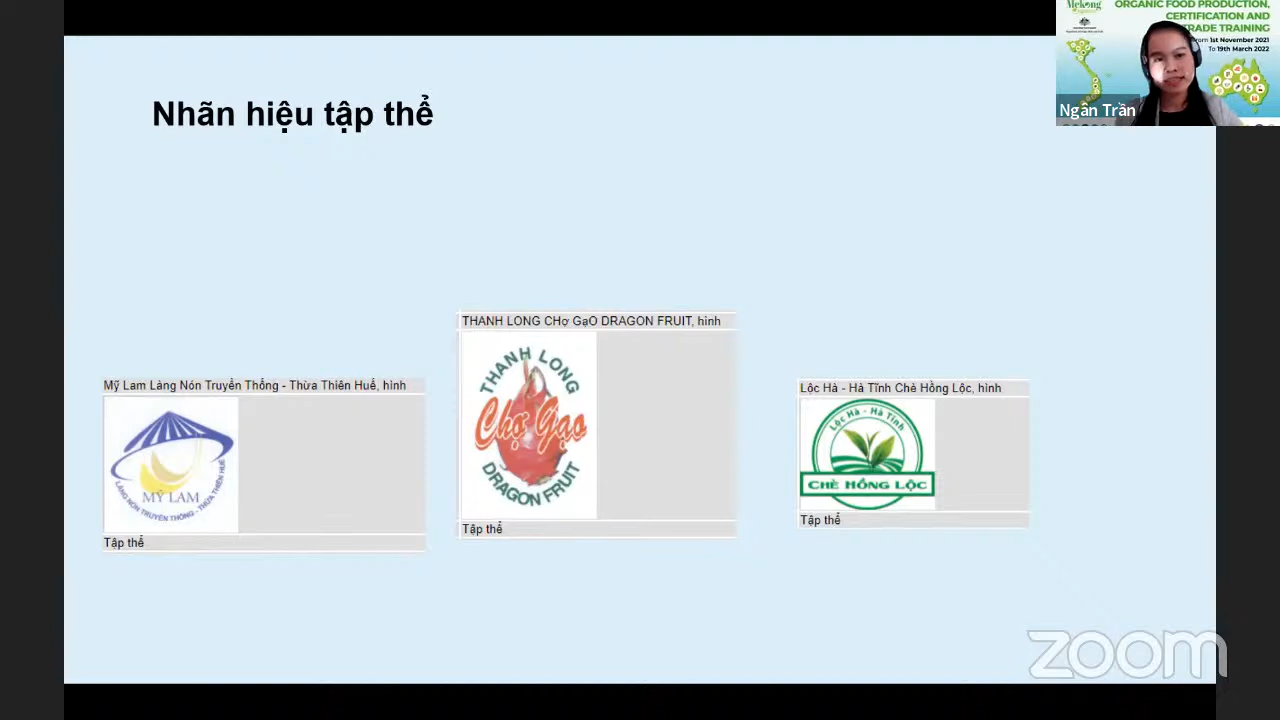 Mekong
ORGANIC FOOD PRODUCTION,
CERTIFICATION AND
TRADE TRAINING
From 1st November 2021
To 19th March 2022
Ngân Trần
Nhãn hiệu tập thể
Mỹ Lam Làng Nón Truyền Thống - Thừa Thiên Huế, hình
MỸ LAM
LÀNG NÓN TRUYỀN THỐNG - THỪA THIÊN HUẾ
Tập thể
THANH LONG CHợ GạO DRAGON FRUIT, hình
THANH LONG
Chợ Gạo
DRAGON FRUIT
Tập thể
Lộc Hà - Hà Tĩnh Chè Hồng Lộc, hình
Lộc Hà - Hà Tĩnh
CHÈ HỒNG LỘC
Tập thể
zoom